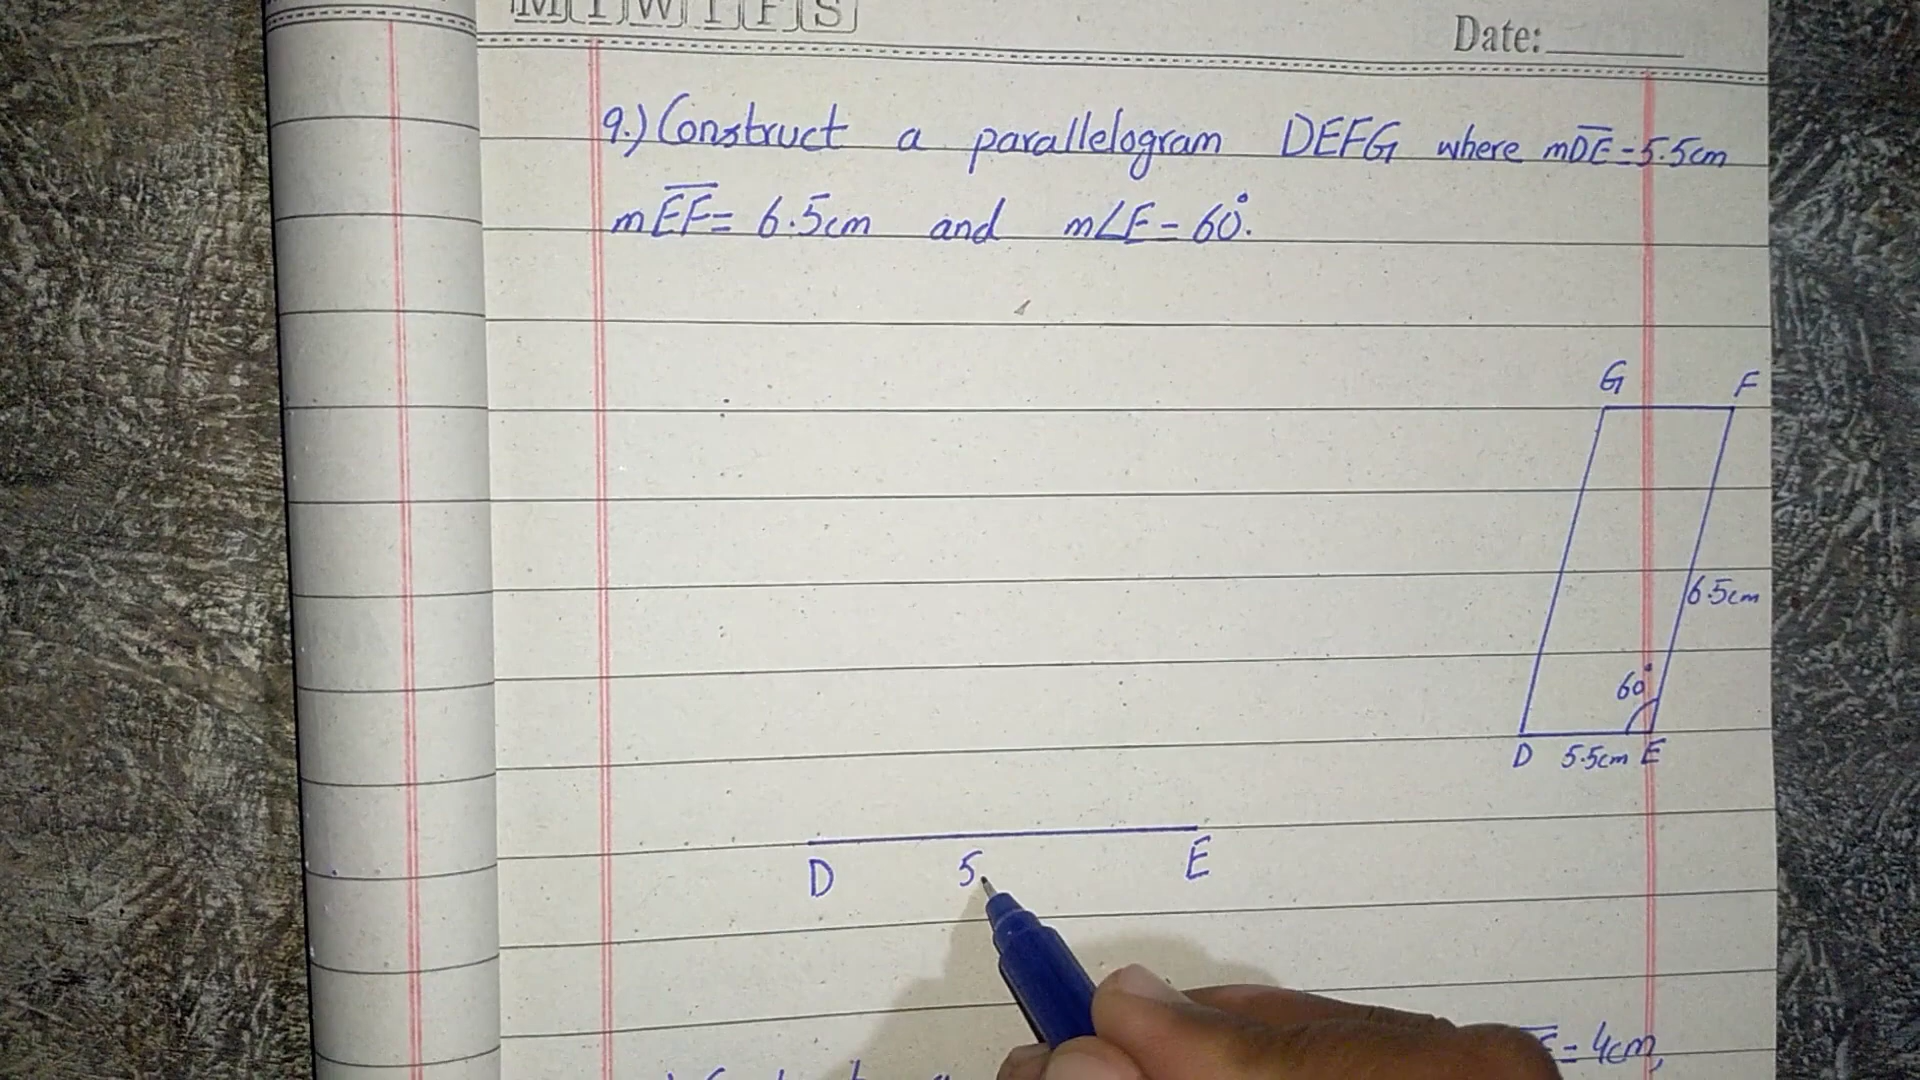 M T W T F S
Date:
9.) Construct a parallelogram DEFG where mDE = 5.5cm
mEF = 6.5cm and m∠E = 60°.
G F
6.5cm
60°
D 5.5cm E
D 5. E
= 4cm,